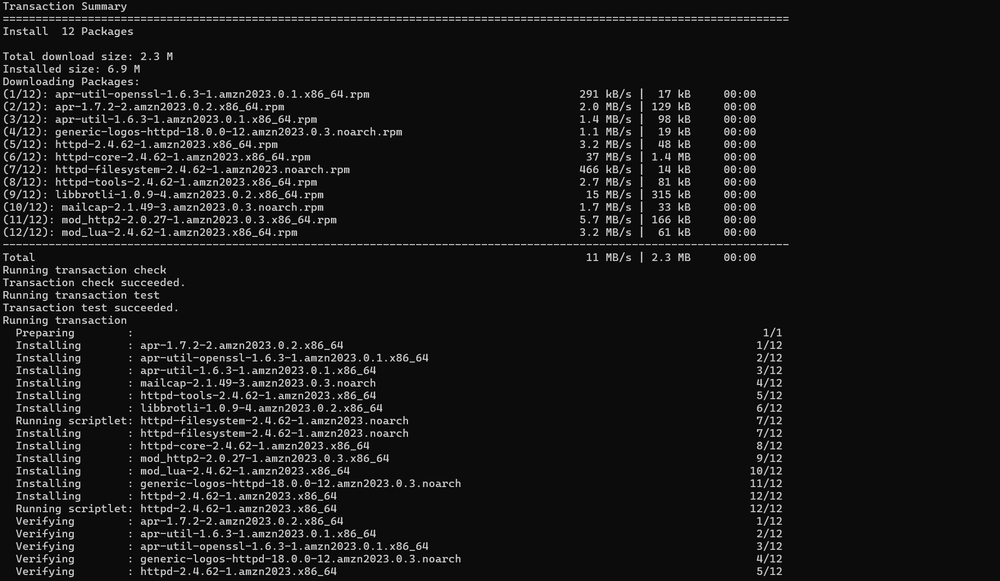 Transaction Summary
========================================================================================================================
Install  12 Packages

Total download size: 2.3 M
Installed size: 6.9 M
Downloading Packages:
(1/12): apr-util-openssl-1.6.3-1.amzn2023.0.1.x86_64.rpm                                291 kB/s |  17 kB     00:00
(2/12): apr-1.7.2-2.amzn2023.0.2.x86_64.rpm                                             2.0 MB/s | 129 kB     00:00
(3/12): apr-util-1.6.3-1.amzn2023.0.1.x86_64.rpm                                        1.4 MB/s |  98 kB     00:00
(4/12): generic-logos-httpd-18.0.0-12.amzn2023.0.3.noarch.rpm                           1.1 MB/s |  19 kB     00:00
(5/12): httpd-2.4.62-1.amzn2023.x86_64.rpm                                              3.2 MB/s |  48 kB     00:00
(6/12): httpd-core-2.4.62-1.amzn2023.x86_64.rpm                                          37 MB/s | 1.4 MB     00:00
(7/12): httpd-filesystem-2.4.62-1.amzn2023.noarch.rpm                                   466 kB/s |  14 kB     00:00
(8/12): httpd-tools-2.4.62-1.amzn2023.x86_64.rpm                                        2.7 MB/s |  81 kB     00:00
(9/12): libbrotli-1.0.9-4.amzn2023.0.2.x86_64.rpm                                        15 MB/s | 315 kB     00:00
(10/12): mailcap-2.1.49-3.amzn2023.0.3.noarch.rpm                                       1.7 MB/s |  33 kB     00:00
(11/12): mod_http2-2.0.27-1.amzn2023.0.3.x86_64.rpm                                     5.7 MB/s | 166 kB     00:00
(12/12): mod_lua-2.4.62-1.amzn2023.x86_64.rpm                                           3.2 MB/s |  61 kB     00:00
------------------------------------------------------------------------------------------------------------------------
Total                                                                                    11 MB/s | 2.3 MB     00:00
Running transaction check
Transaction check succeeded.
Running transaction test
Transaction test succeeded.
Running transaction
  Preparing        :                                                                                                1/1
  Installing       : apr-1.7.2-2.amzn2023.0.2.x86_64                                                               1/12
  Installing       : apr-util-openssl-1.6.3-1.amzn2023.0.1.x86_64                                                  2/12
  Installing       : apr-util-1.6.3-1.amzn2023.0.1.x86_64                                                          3/12
  Installing       : mailcap-2.1.49-3.amzn2023.0.3.noarch                                                          4/12
  Installing       : httpd-tools-2.4.62-1.amzn2023.x86_64                                                          5/12
  Installing       : libbrotli-1.0.9-4.amzn2023.0.2.x86_64                                                         6/12
  Running scriptlet: httpd-filesystem-2.4.62-1.amzn2023.noarch                                                     7/12
  Installing       : httpd-filesystem-2.4.62-1.amzn2023.noarch                                                     7/12
  Installing       : httpd-core-2.4.62-1.amzn2023.x86_64                                                           8/12
  Installing       : mod_http2-2.0.27-1.amzn2023.0.3.x86_64                                                        9/12
  Installing       : mod_lua-2.4.62-1.amzn2023.x86_64                                                             10/12
  Installing       : generic-logos-httpd-18.0.0-12.amzn2023.0.3.noarch                                            11/12
  Installing       : httpd-2.4.62-1.amzn2023.x86_64                                                               12/12
  Running scriptlet: httpd-2.4.62-1.amzn2023.x86_64                                                               12/12
  Verifying        : apr-1.7.2-2.amzn2023.0.2.x86_64                                                               1/12
  Verifying        : apr-util-1.6.3-1.amzn2023.0.1.x86_64                                                          2/12
  Verifying        : apr-util-openssl-1.6.3-1.amzn2023.0.1.x86_64                                                  3/12
  Verifying        : generic-logos-httpd-18.0.0-12.amzn2023.0.3.noarch                                             4/12
  Verifying        : httpd-2.4.62-1.amzn2023.x86_64                                                                5/12